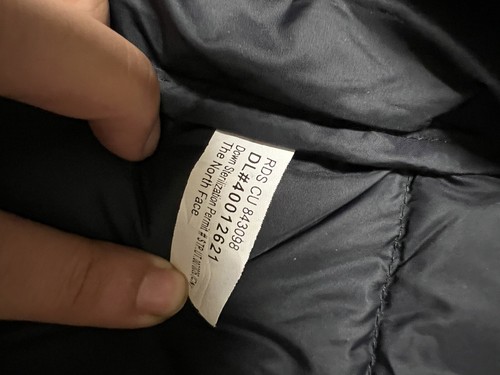 RDS CU 843098
DL#40012621
Down Sterilization Permit #
The North Face